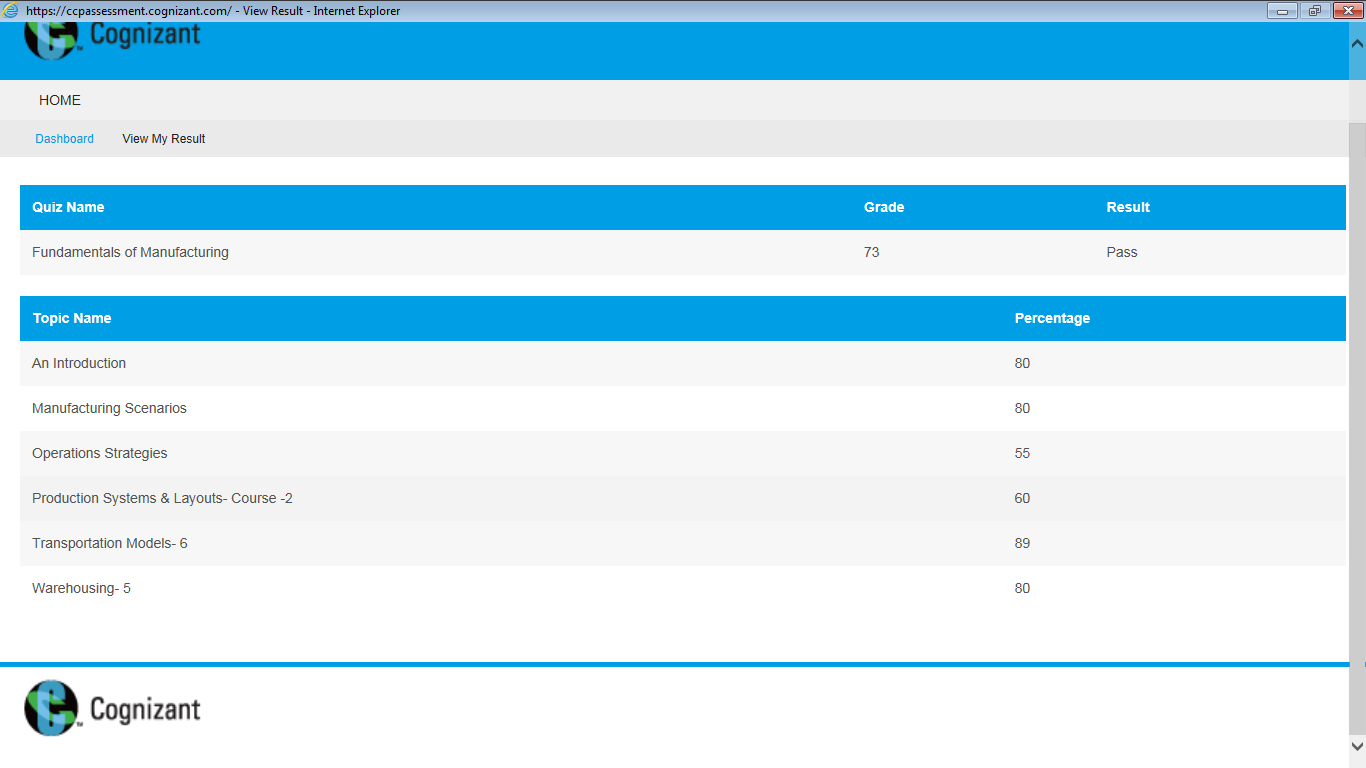 https://ccpassessment.cognizant.com/ - View Result - Internet Explorer
Cognizant
HOME
Dashboard View My Result
Quiz Name Grade Result
Fundamentals of Manufacturing 73 Pass
Topic Name Percentage
An Introduction 80
Manufacturing Scenarios 80
Operations Strategies 55
Production Systems & Layouts- Course -2 60
Transportation Models- 6 89
Warehousing- 5 80
Cognizant